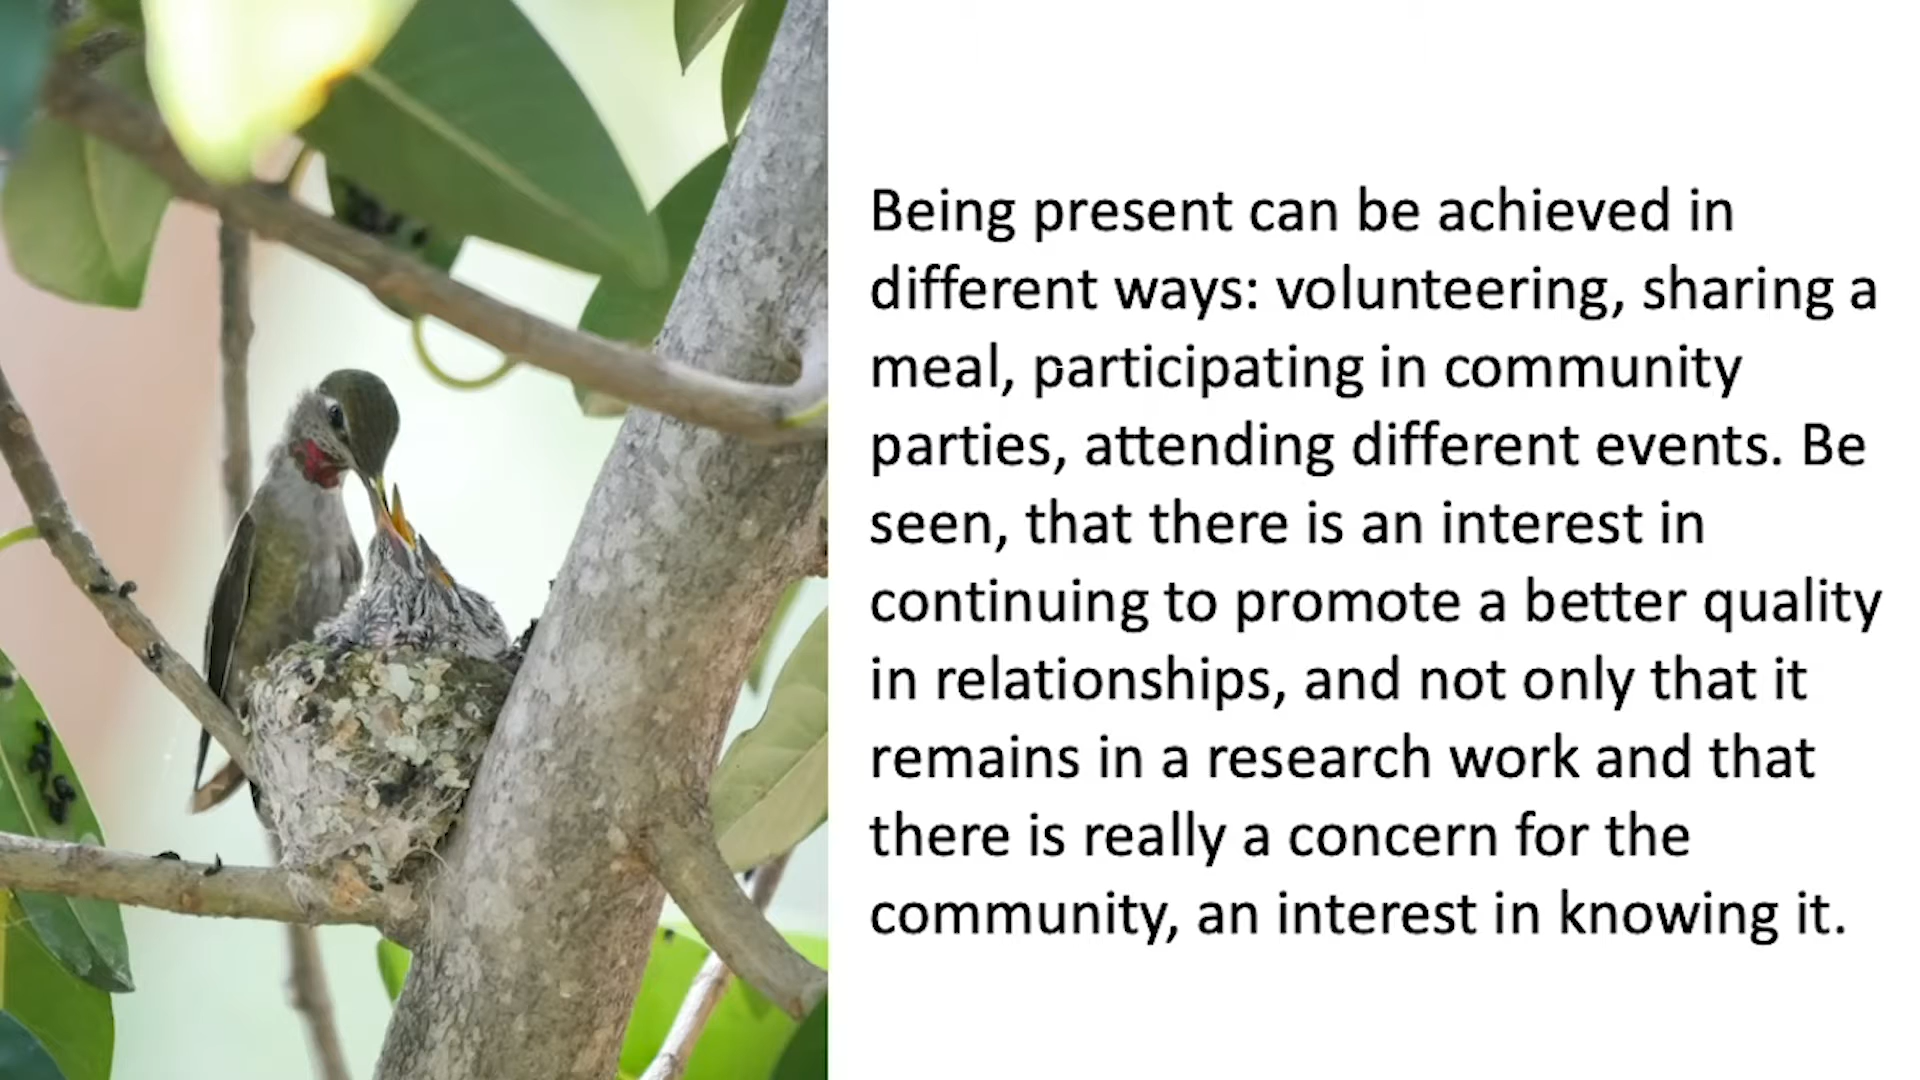 Being present can be achieved in
different ways: volunteering, sharing a
meal, participating in community
parties, attending different events. Be
seen, that there is an interest in
continuing to promote a better quality
in relationships, and not only that it
remains in a research work and that
there is really a concern for the
community, an interest in knowing it.